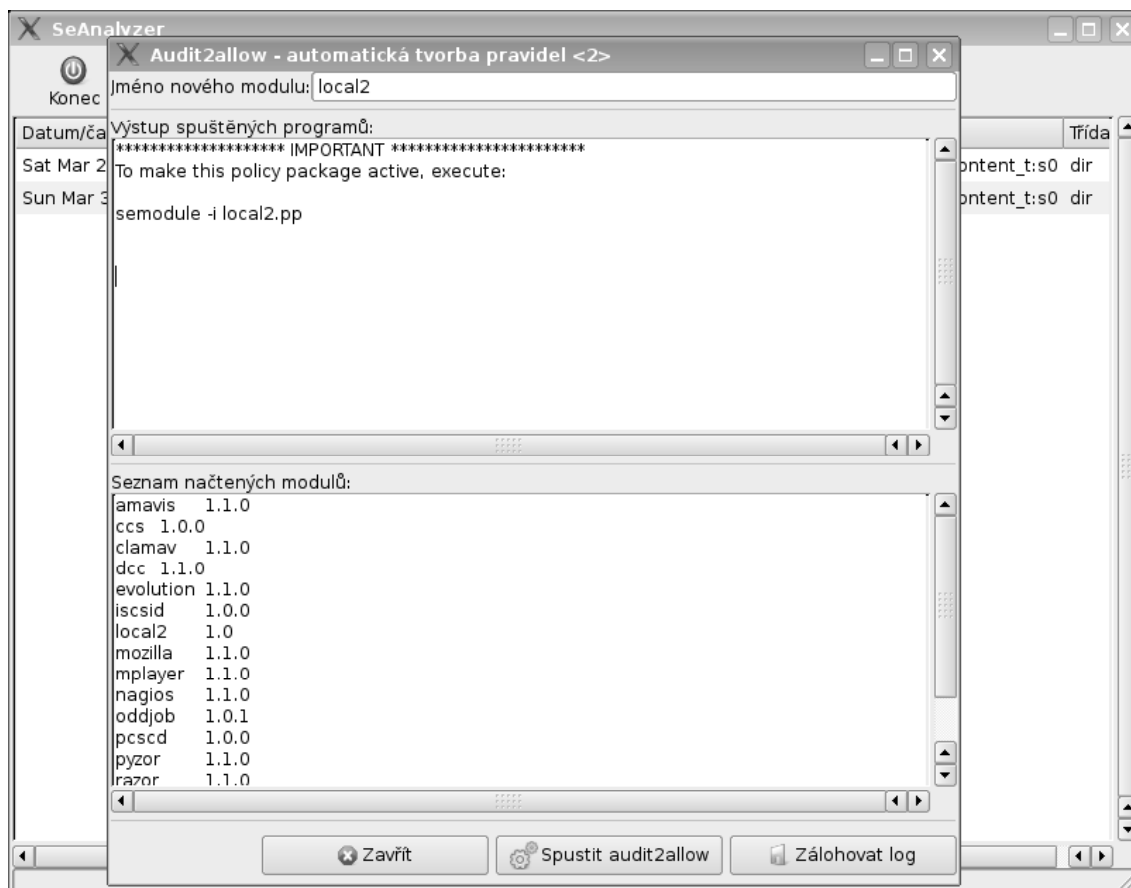 SeAnalyzer
Audit2allow - automatická tvorba pravidel <2>
Konec
Jméno nového modulu: local2
Datum/ča
Výstup spuštěných programů:
Třída
******************** IMPORTANT ***********************
To make this policy package active, execute:
Sat Mar 2
ontent_t:s0 dir
Sun Mar 3
ontent_t:s0 dir
semodule -i local2.pp
Seznam načtených modulů:
amavis 1.1.0
ccs 1.0.0
clamav 1.1.0
dcc 1.1.0
evolution 1.1.0
iscsid 1.0.0
local2 1.0
mozilla 1.1.0
mplayer 1.1.0
nagios 1.1.0
oddjob 1.0.1
pcscd 1.0.0
pyzor 1.1.0
razor 1.1.0
Zavřít
Spustit audit2allow
Zálohovat log